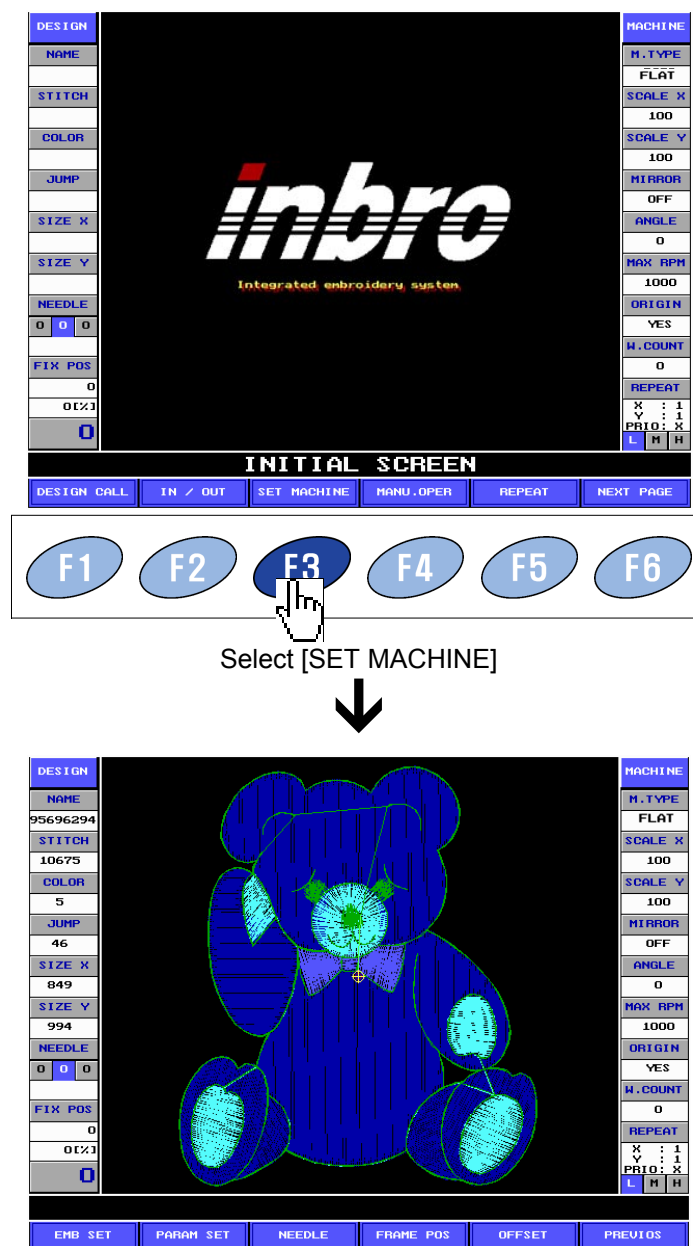 DESIGN
NAME
STITCH
COLOR
JUMP
SIZE X
SIZE Y
NEEDLE
0 0 0
FIX POS
0
0[%]
0
inbro
Integrated embroidery system
MACHINE
M.TYPE
FLAT
SCALE X
100
SCALE Y
100
MIRROR
OFF
ANGLE
0
MAX RPM
1000
ORIGIN
YES
W.COUNT
0
REPEAT
X : 1
Y : 1
PRIO: X
L M H
INITIAL SCREEN
DESIGN CALL IN / OUT SET MACHINE MANU.OPER REPEAT NEXT PAGE
F1 F2 F3 F4 F5 F6
Select [SET MACHINE]
DESIGN
NAME
95696294
STITCH
10675
COLOR
5
JUMP
46
SIZE X
849
SIZE Y
994
NEEDLE
0 0 0
FIX POS
0
0[%]
0
MACHINE
M.TYPE
FLAT
SCALE X
100
SCALE Y
100
MIRROR
OFF
ANGLE
0
MAX RPM
1000
ORIGIN
YES
W.COUNT
0
REPEAT
X : 1
Y : 1
PRIO: X
L M H
EMB SET PARAM SET NEEDLE FRAME POS OFFSET PREVIOS